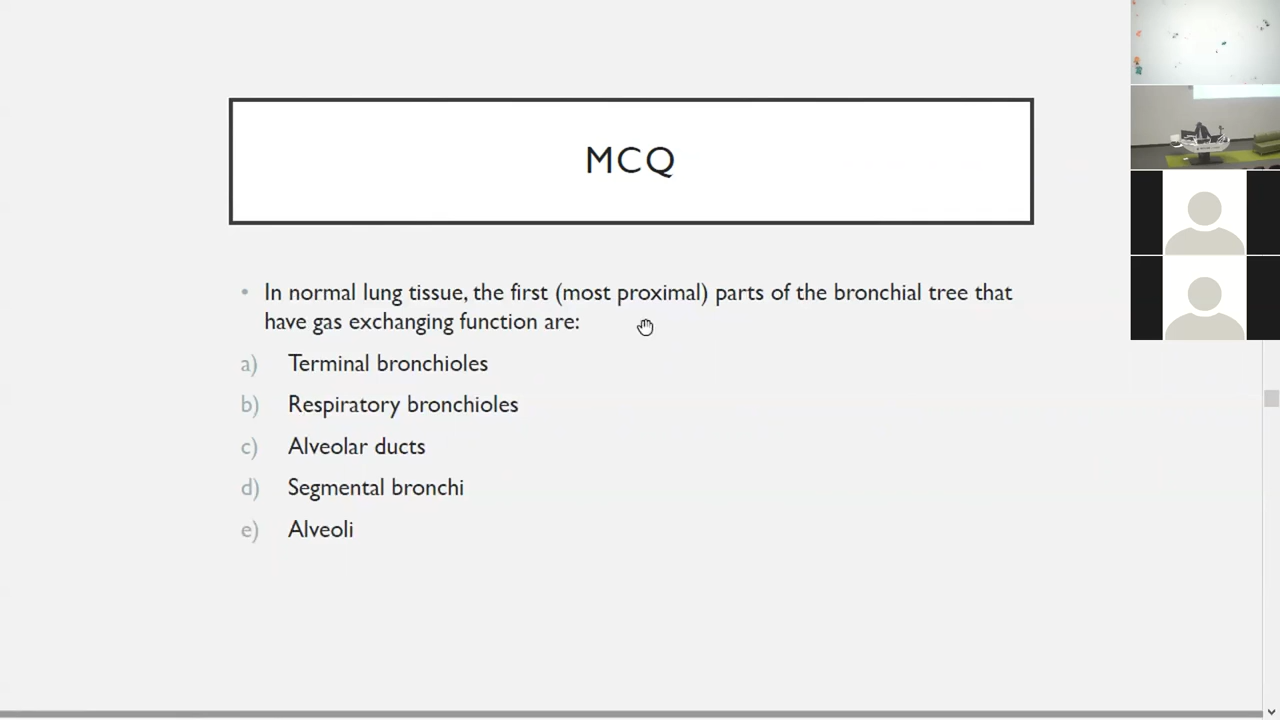 MCQ
• In normal lung tissue, the first (most proximal) parts of the bronchial tree that
have gas exchanging function are:
a) Terminal bronchioles
b) Respiratory bronchioles
c) Alveolar ducts
d) Segmental bronchi
e) Alveoli